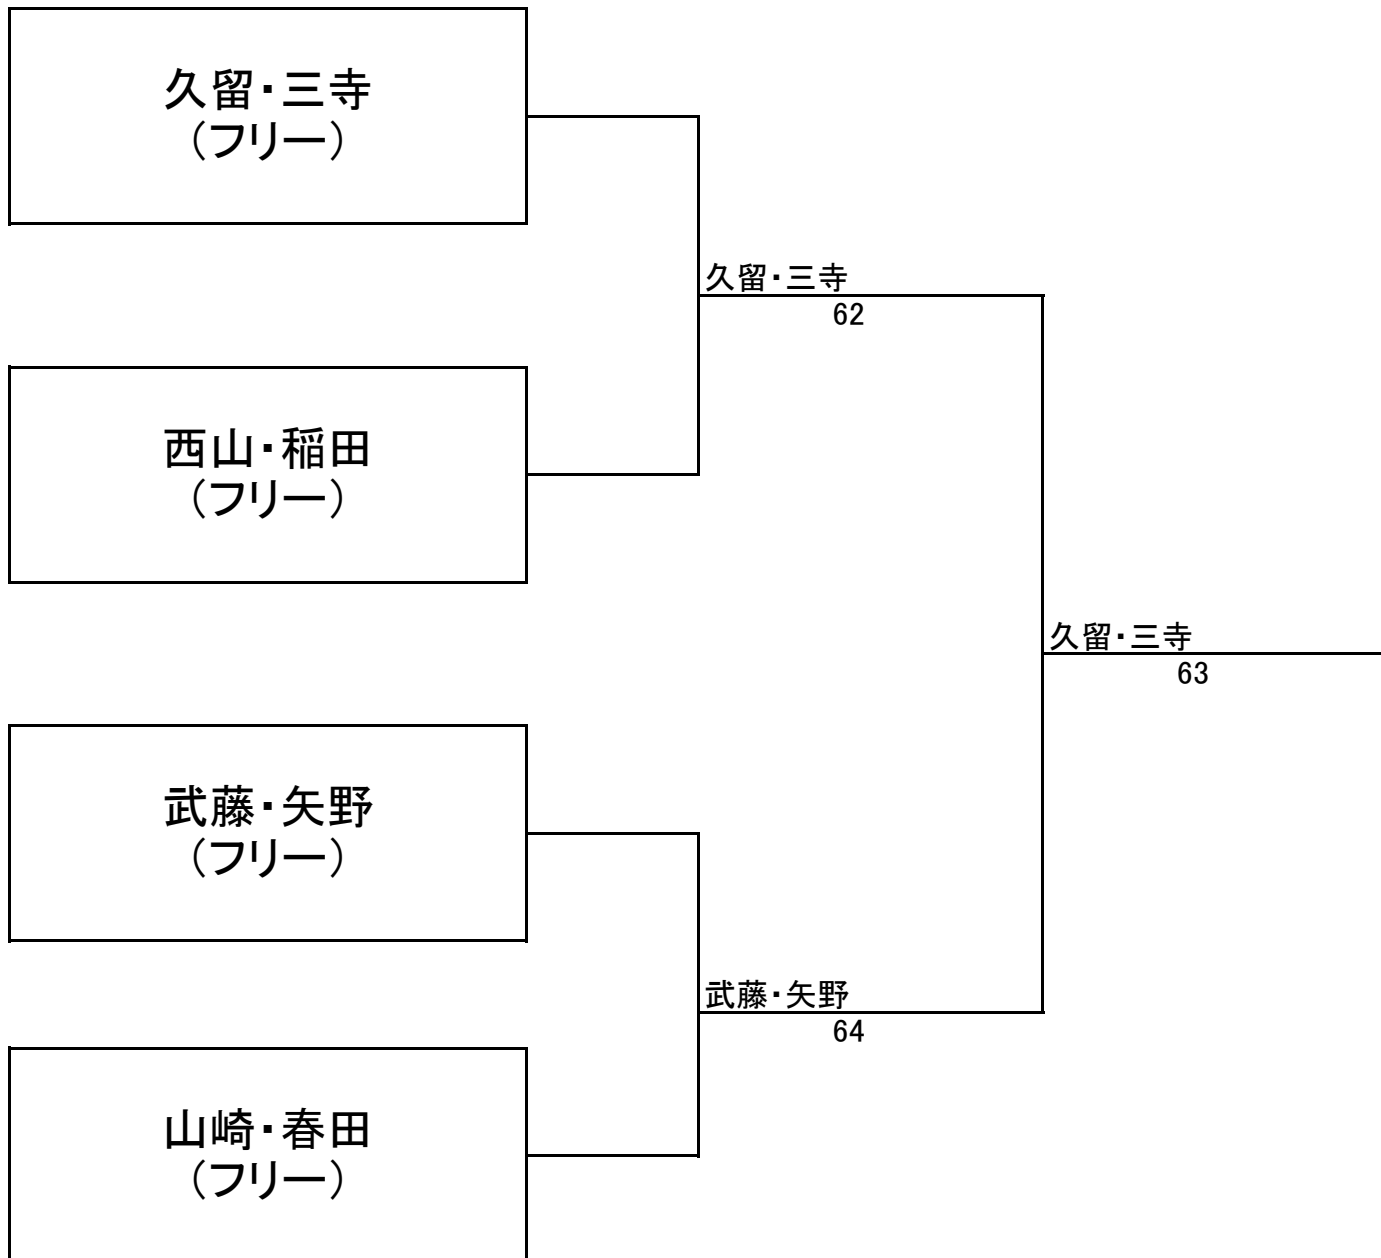 久留・三寺
(フリー)
久留・三寺
62
西山・稲田
(フリー)
久留・三寺
63
武藤・矢野
(フリー)
武藤・矢野
64
山崎・春田
(フリー)